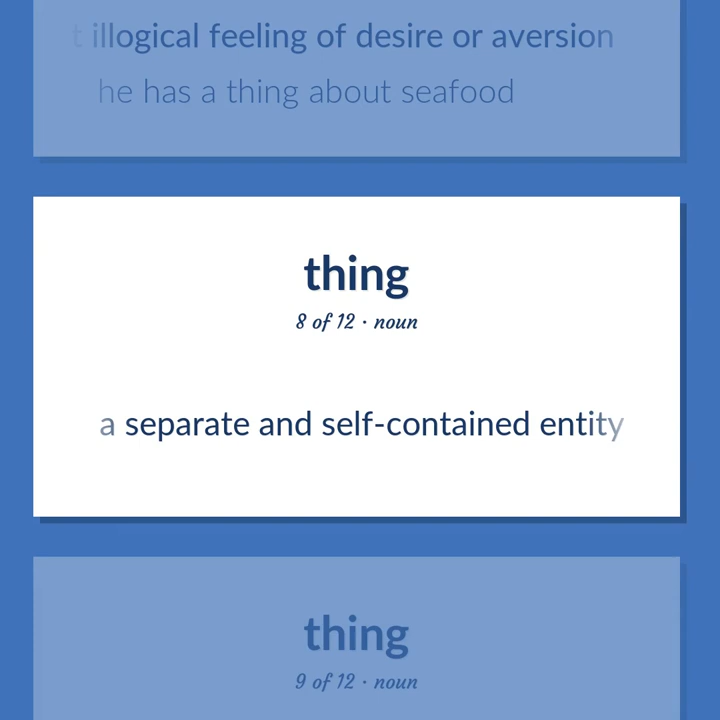 illogical feeling of desire or aversion
he has a thing about seafood
thing
8 of 12 · noun
a separate and self-contained entity
thing
9 of 12 · noun